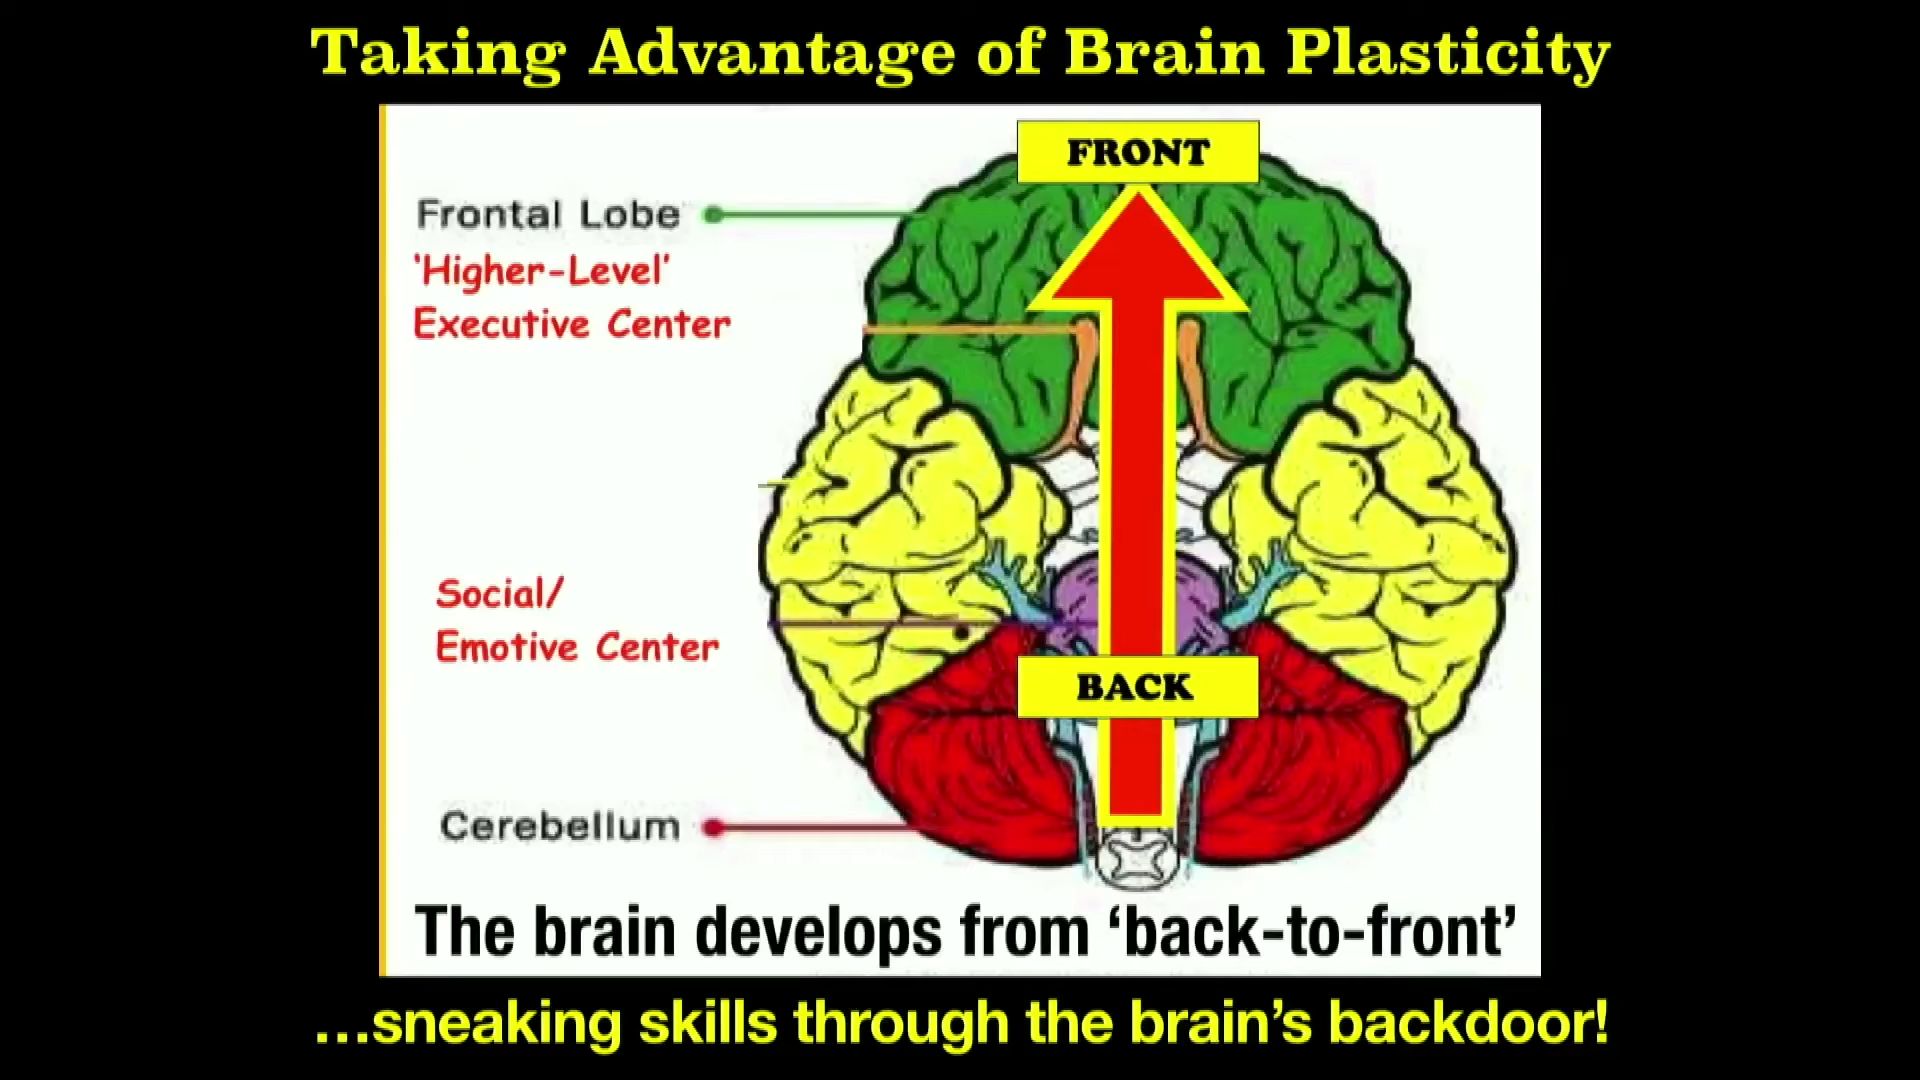 Taking Advantage of Brain Plasticity
FRONT
Frontal Lobe
‘Higher-Level’
Executive Center
Social/
Emotive Center
BACK
Cerebellum
The brain develops from ‘back-to-front’
...sneaking skills through the brain’s backdoor!